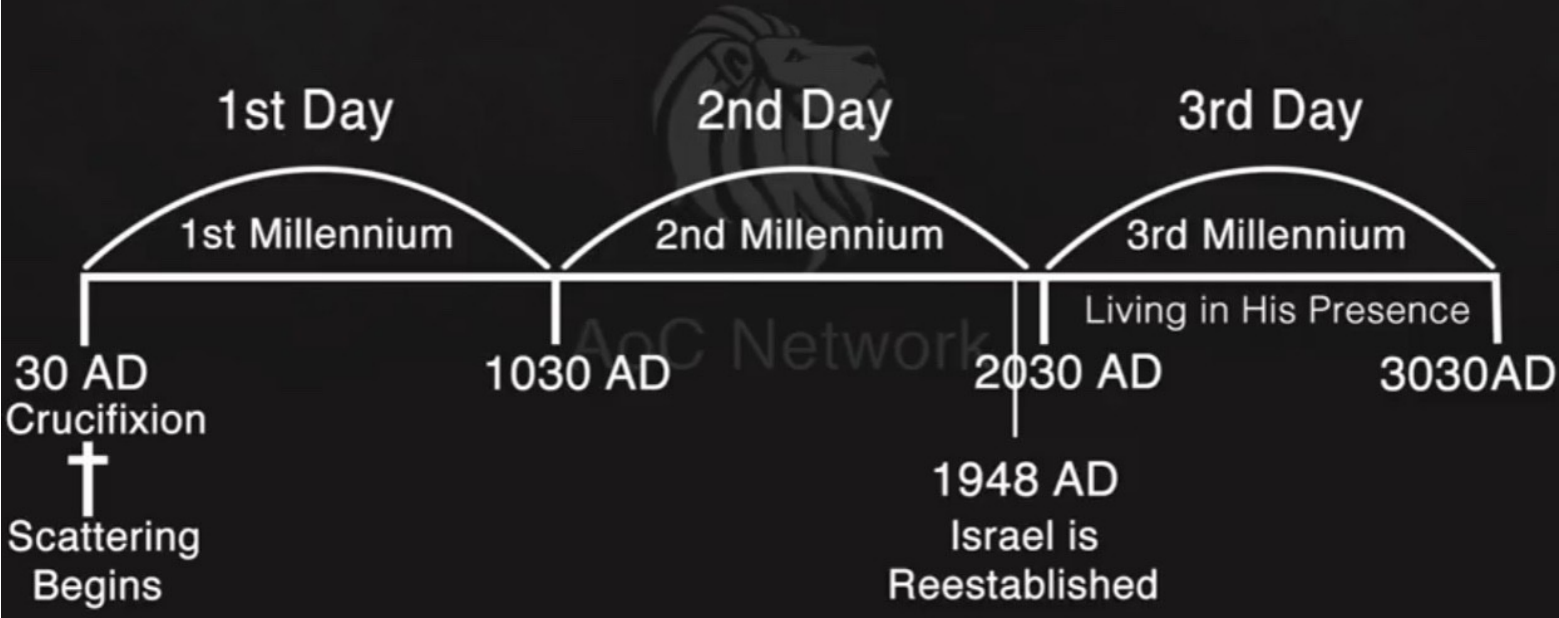 1st Day
2nd Day
3rd Day
1st Millennium
2nd Millennium
3rd Millennium
Living in His Presence
AoC Network
30 AD
Crucifixion
Scattering
Begins
1030 AD
2030 AD
3030AD
1948 AD
Israel is
Reestablished